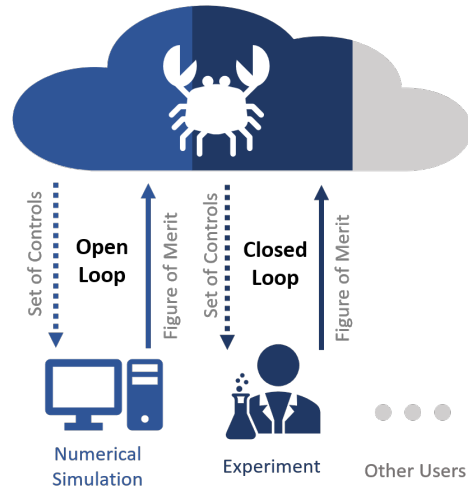 Set of Controls
Open
Loop
Figure of Merit
Set of Controls
Closed
Loop
Figure of Merit
Numerical
Simulation
Experiment
Other Users